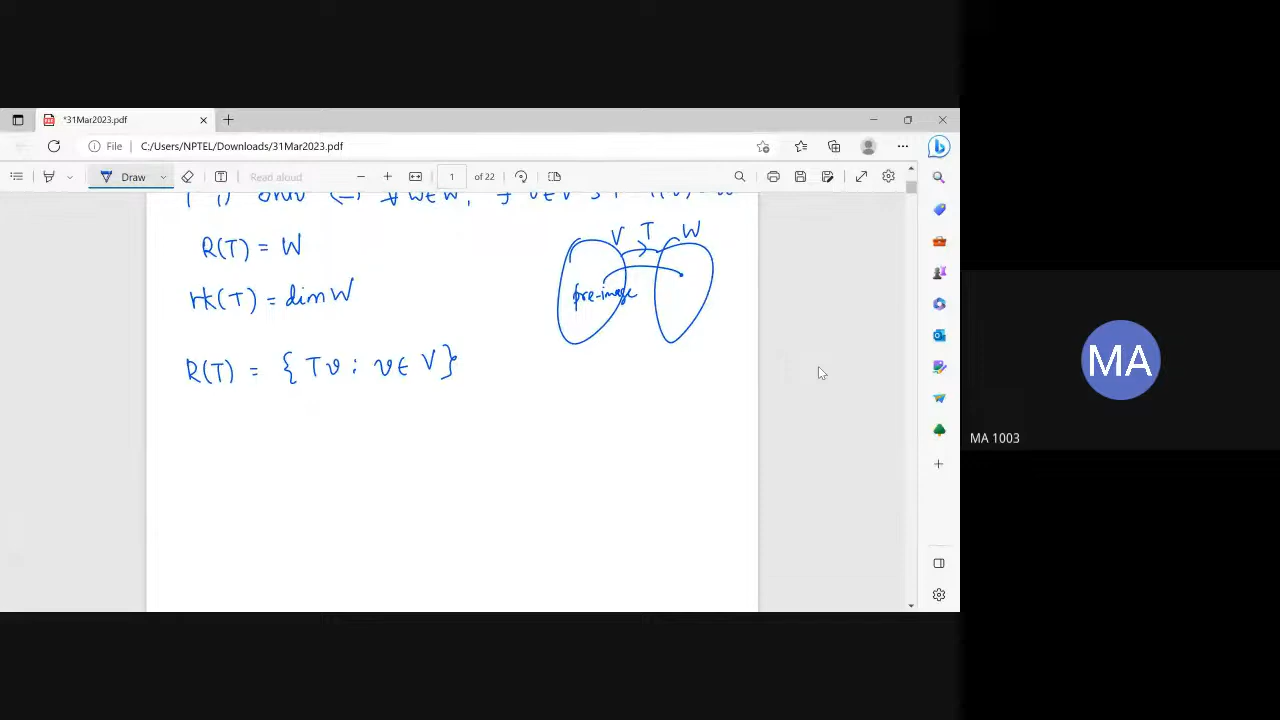 *31Mar2023.pdf
File C:/Users/NPTEL/Downloads/31Mar2023.pdf
Draw Read aloud 1 of 22
R(T) = W
V T W
rk(T) = dim W
pre-image
R(T) = { Tv : v ∈ V }
MA
MA 1003